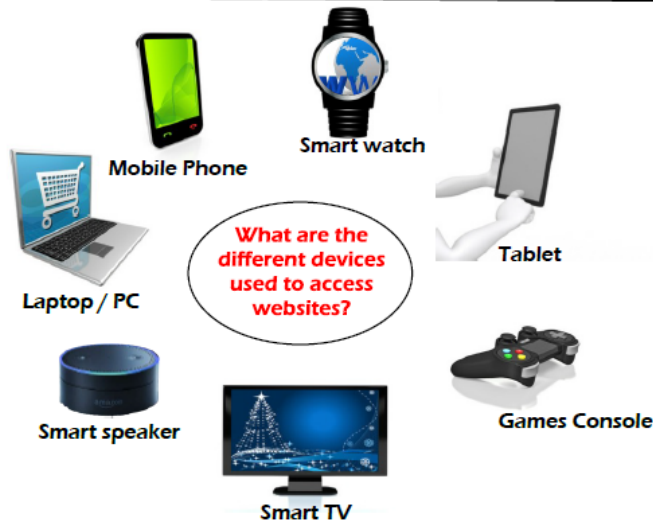 Smart watch
Mobile Phone
What are the
different devices
used to access
websites?
Tablet
Laptop / PC
Games Console
Smart speaker
Smart TV